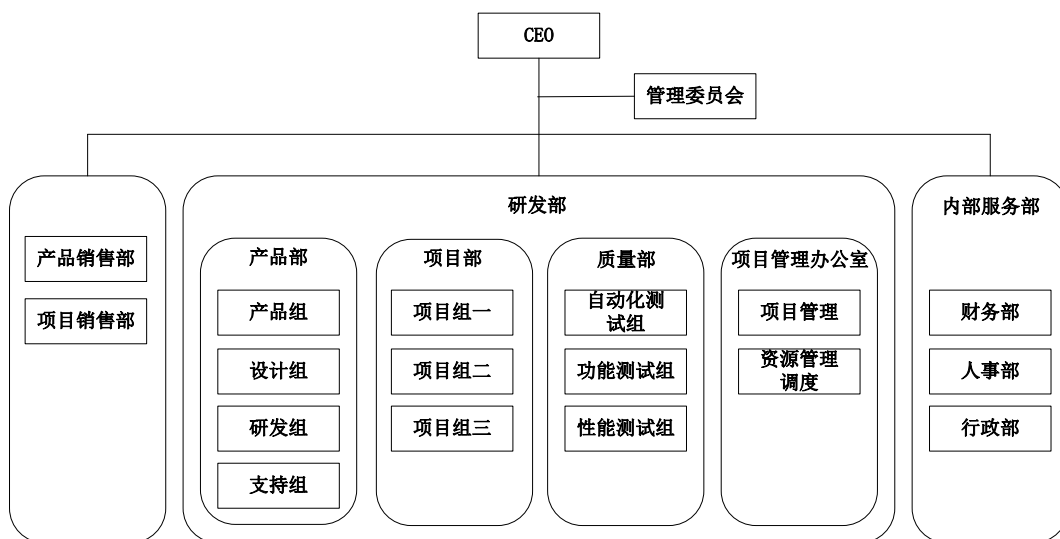 CEO
管理委员会
产品销售部
项目销售部
研发部
产品部
产品组
设计组
研发组
支持组
项目部
项目组一
项目组二
项目组三
质量部
自动化测
试组
功能测试组
性能测试组
项目管理办公室
项目管理
资源管理
调度
内部服务部
财务部
人事部
行政部